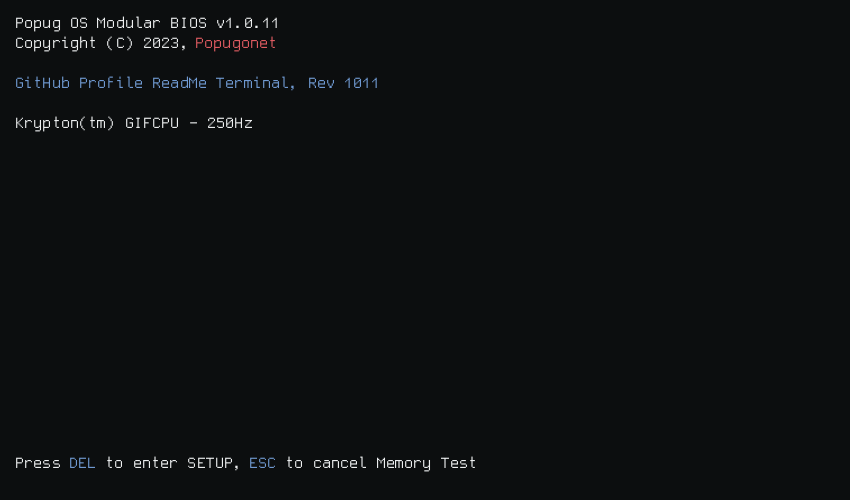 Popug OS Modular BIOS v1.0.11
Copyright (C) 2023, Popugonet
GitHub Profile ReadMe Terminal, Rev 1011
Krypton(tm) GIFCPU - 250Hz
Press DEL to enter SETUP, ESC to cancel Memory Test